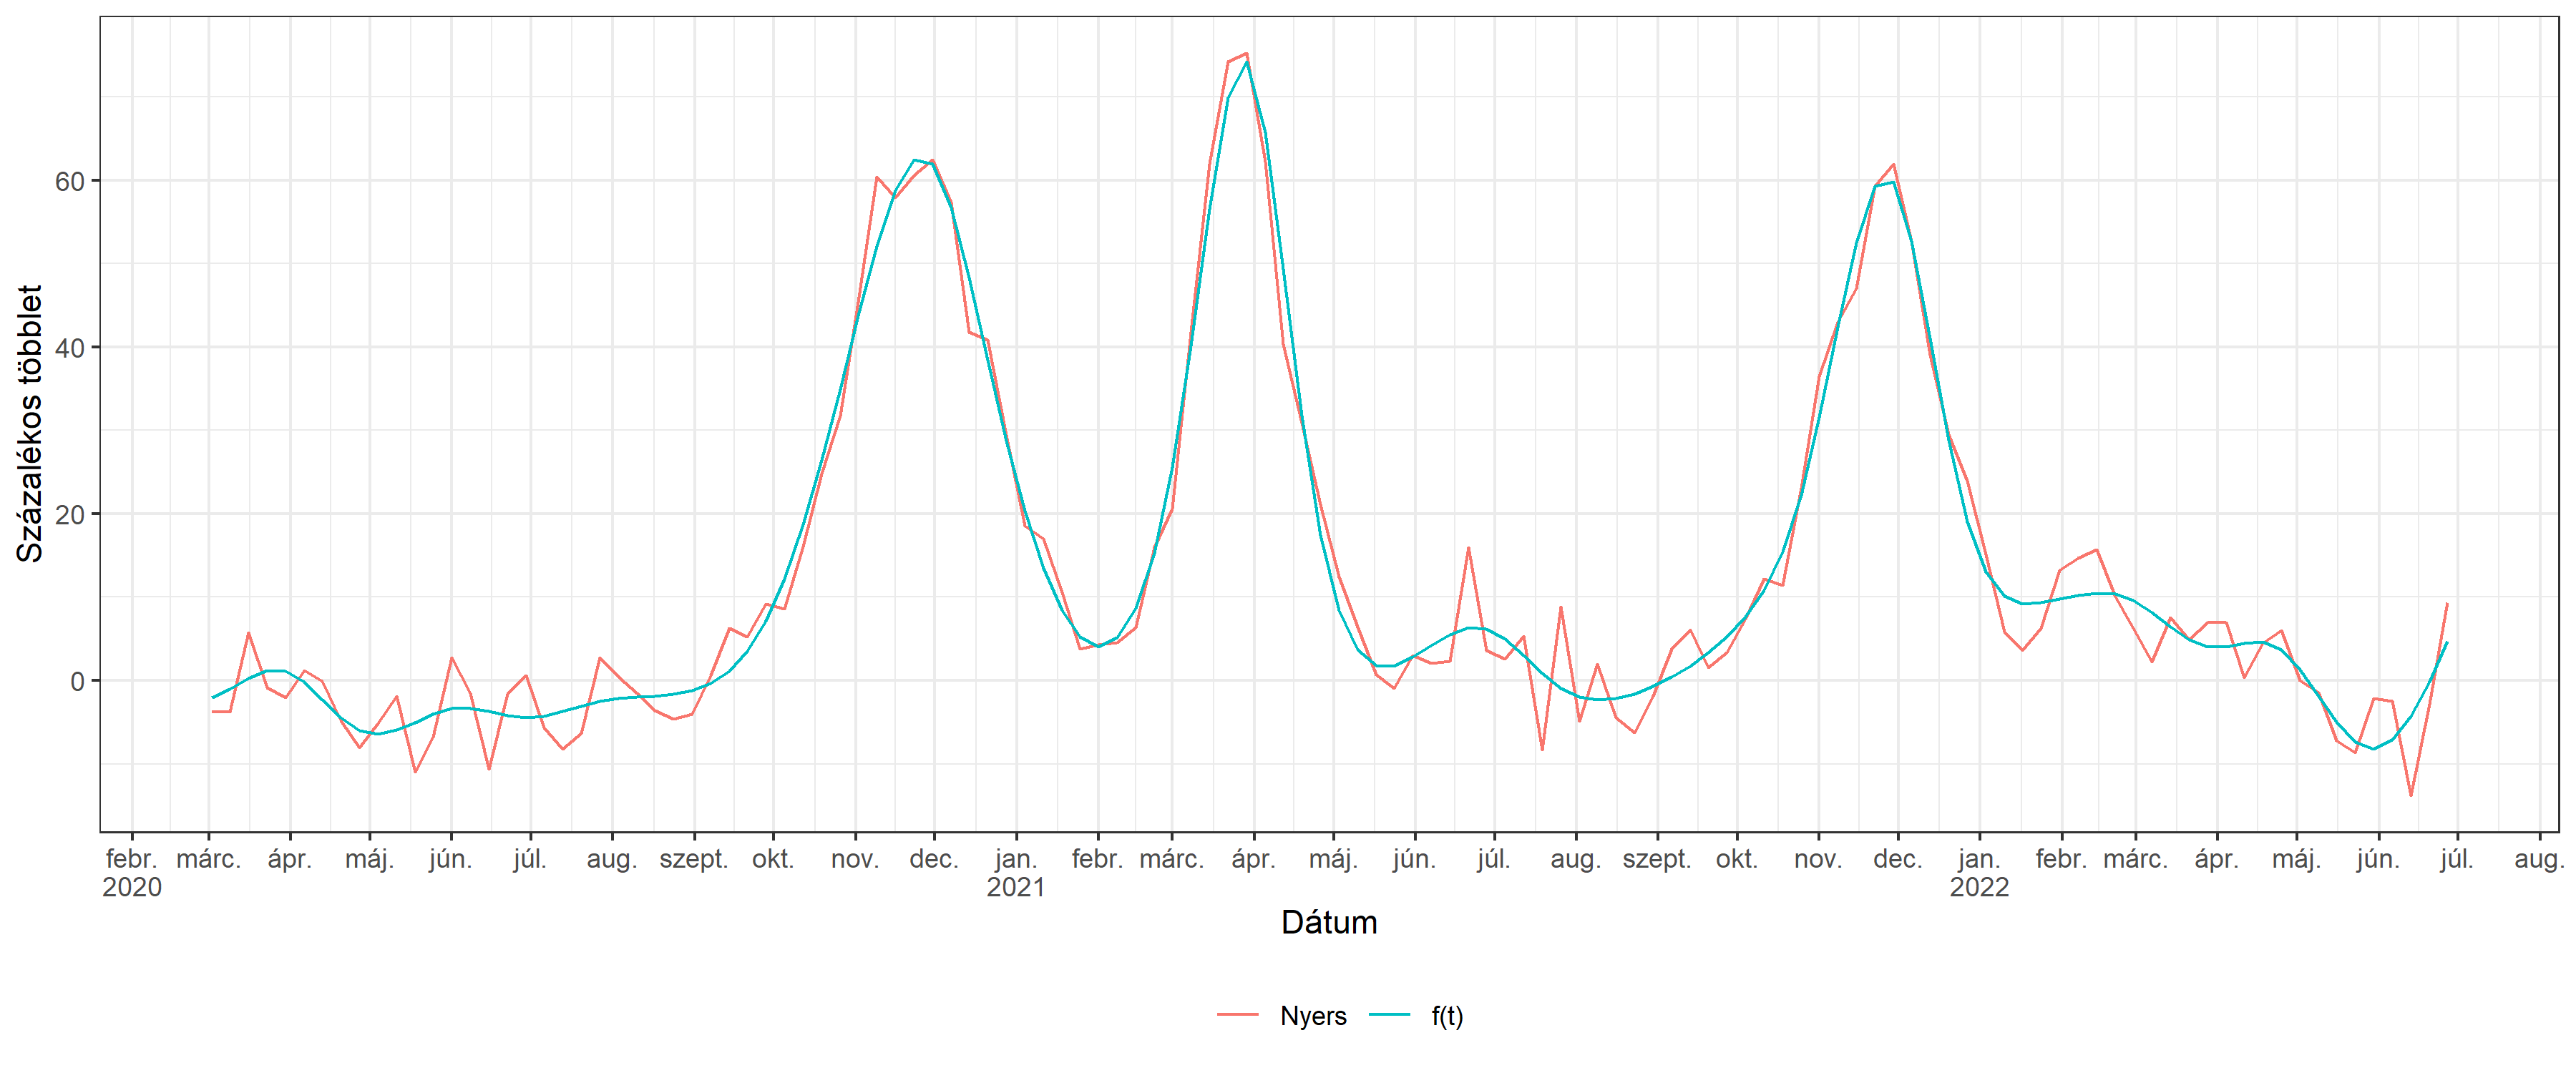 Százalékos többlet
60
40
20
0
febr. márc. ápr. máj. jún. júl. aug. szept. okt. nov. dec. jan. febr. márc. ápr. máj. jún. júl. aug. szept. okt. nov. dec. jan. febr. márc. ápr. máj. jún. júl. aug.
2020 2021 2022
Dátum
Nyers f(t)